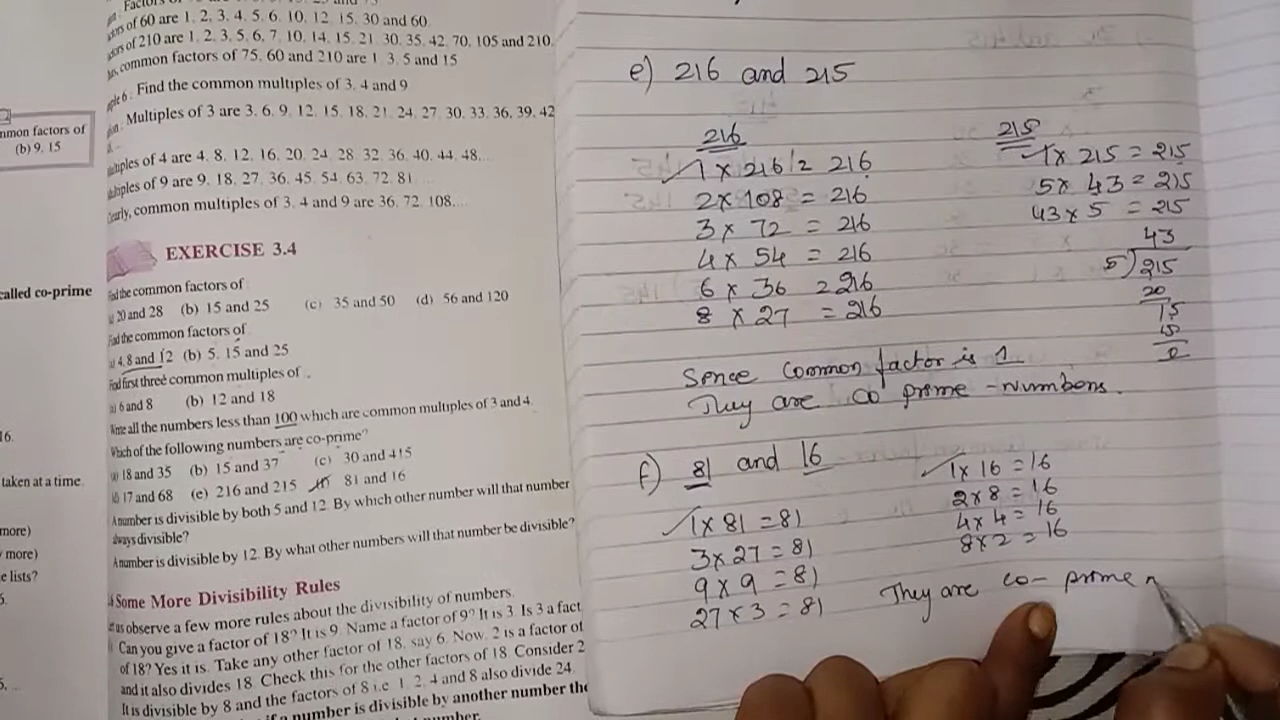 of 60 are 1, 2, 3, 4, 5, 6, 10, 12, 15, 30 and 60.
of 210 are 1, 2, 3, 5, 6, 7, 10, 14, 15, 21, 30, 35, 42, 70, 105 and 210.
common factors of 75, 60 and 210 are 1, 3, 5 and 15
6 : Find the common multiples of 3, 4 and 9
Multiples of 3 are 3, 6, 9, 12, 15, 18, 21, 24, 27, 30, 33, 36, 39, 42
of 4 are 4, 8, 12, 16, 20, 24, 28, 32, 36, 40, 44, 48,...
of 9 are 9, 18, 27, 36, 45, 54, 63, 72, 81, ...
common multiples of 3, 4 and 9 are 36, 72, 108,...
factors of
(b) 9, 15
EXERCISE 3.4
called co-prime
the common factors of
20 and 28 (b) 15 and 25 (c) 35 and 50 (d) 56 and 120
the common factors of
4, 8 and 12 (b) 5, 15 and 25
first three common multiples of
6 and 8 (b) 12 and 18
all the numbers less than 100 which are common multiples of 3 and 4.
Which of the following numbers are co-prime?
18 and 35 (b) 15 and 37 (c) 30 and 415
17 and 68 (e) 216 and 215 81 and 16
A number is divisible by both 5 and 12. By which other number will that number
always divisible?
A number is divisible by 12. By what other numbers will that number be divisible?
16.
taken at a time.
more)
more)
lists?
Some More Divisibility Rules
us observe a few more rules about the divisibility of numbers.
Can you give a factor of 18? It is 9. Name a factor of 9? It is 3. Is 3 a fact
of 18? Yes it is. Take any other factor of 18, say 6. Now, 2 is a factor of
and it also divides 18. Check this for the other factors of 18. Consider 2
It is divisible by 8 and the factors of 8 i.e. 1, 2, 4 and 8 also divide 24.
if a number is divisible by another number the
number.
e) 216 and 215
216
1 x 216 = 216
2 x 108 = 216
3 x 72 = 216
4 x 54 = 216
6 x 36 = 216
8 x 27 = 216
215
1 x 215 = 215
5 x 43 = 215
43 x 5 = 215
43
5) 215
20
15
15
0
Sence Common factor is 1
They are co prome -numbers.
f) 81 and 16
1 x 81 = 81
3 x 27 = 81
9 x 9 = 81
27 x 3 = 81
1 x 16 = 16
2 x 8 = 16
4 x 4 = 16
8 x 2 = 16
They are co- prome n